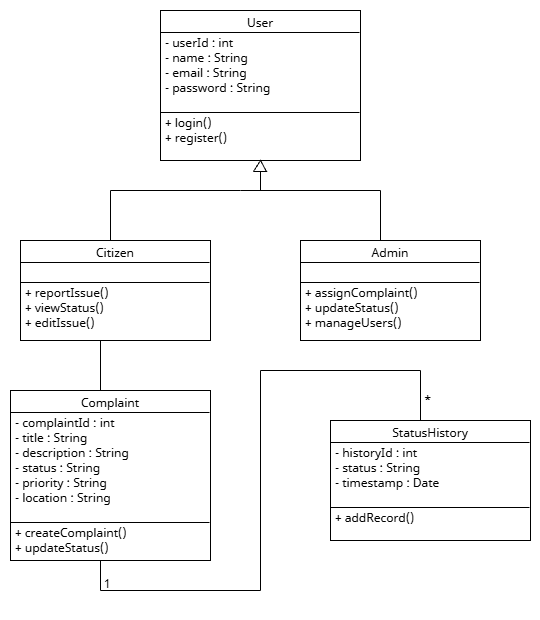 User
- userId : int
- name : String
- email : String
- password : String
+ login()
+ register()
Citizen
+ reportIssue()
+ viewStatus()
+ editIssue()
Admin
+ assignComplaint()
+ updateStatus()
+ manageUsers()
Complaint
- complaintId : int
- title : String
- description : String
- status : String
- priority : String
- location : String
+ createComplaint()
+ updateStatus()
1
*
StatusHistory
- historyId : int
- status : String
- timestamp : Date
+ addRecord()